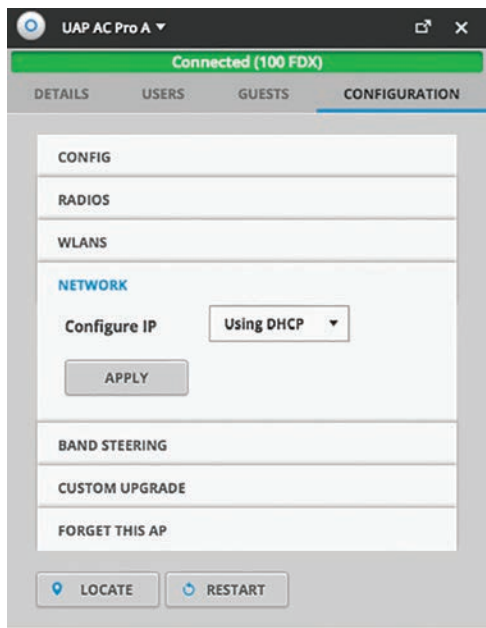 UAP AC Pro A
Connected (100 FDX)
DETAILS USERS GUESTS CONFIGURATION
CONFIG
RADIOS
WLANS
NETWORK
Configure IP Using DHCP
APPLY
BAND STEERING
CUSTOM UPGRADE
FORGET THIS AP
LOCATE RESTART